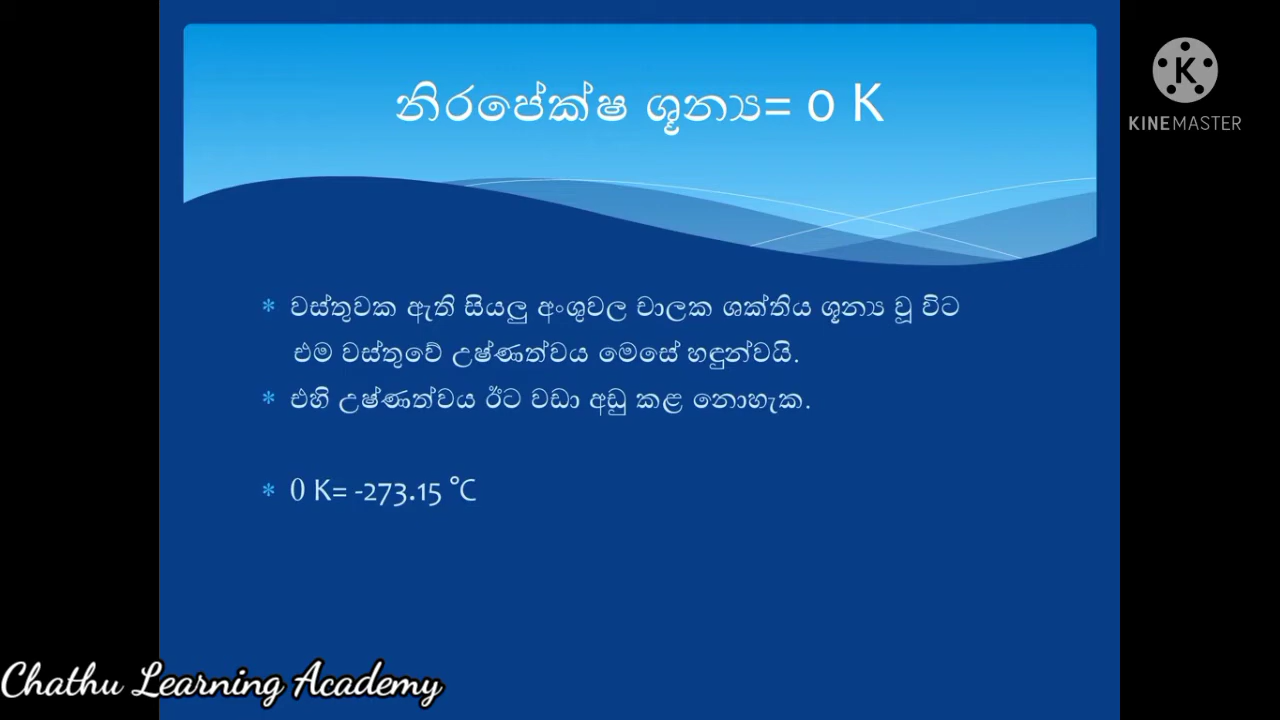 නිරපේක්ෂ ශූන්‍ය= 0 K
KINEMASTER
* වස්තුවක ඇති සියලු අංශුවල චාලක ශක්තිය ශූන්‍ය වූ විට
එම වස්තුවේ උෂ්ණත්වය මෙසේ හඳුන්වයි.
* එහි උෂ්ණත්වය ඊට වඩා අඩු කළ නොහැක.
* 0 K= -273.15 °C
Chathu Learning Academy